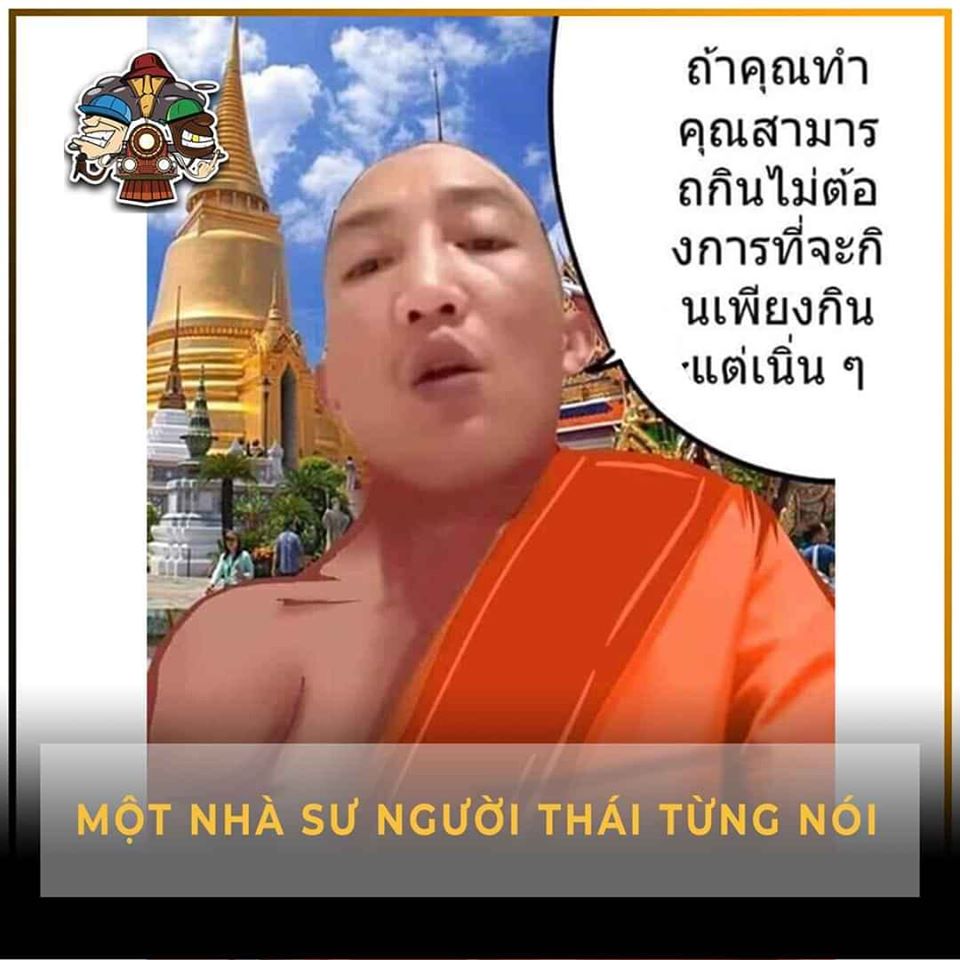 ถ้าคุณทำ
คุณสามาร
ถกินไม่ต้อ
งการที่จะกิ
นเพียงกิน
แต่เนิ่น ๆ
MỘT NHÀ SƯ NGƯỜI THÁI TỪNG NÓI